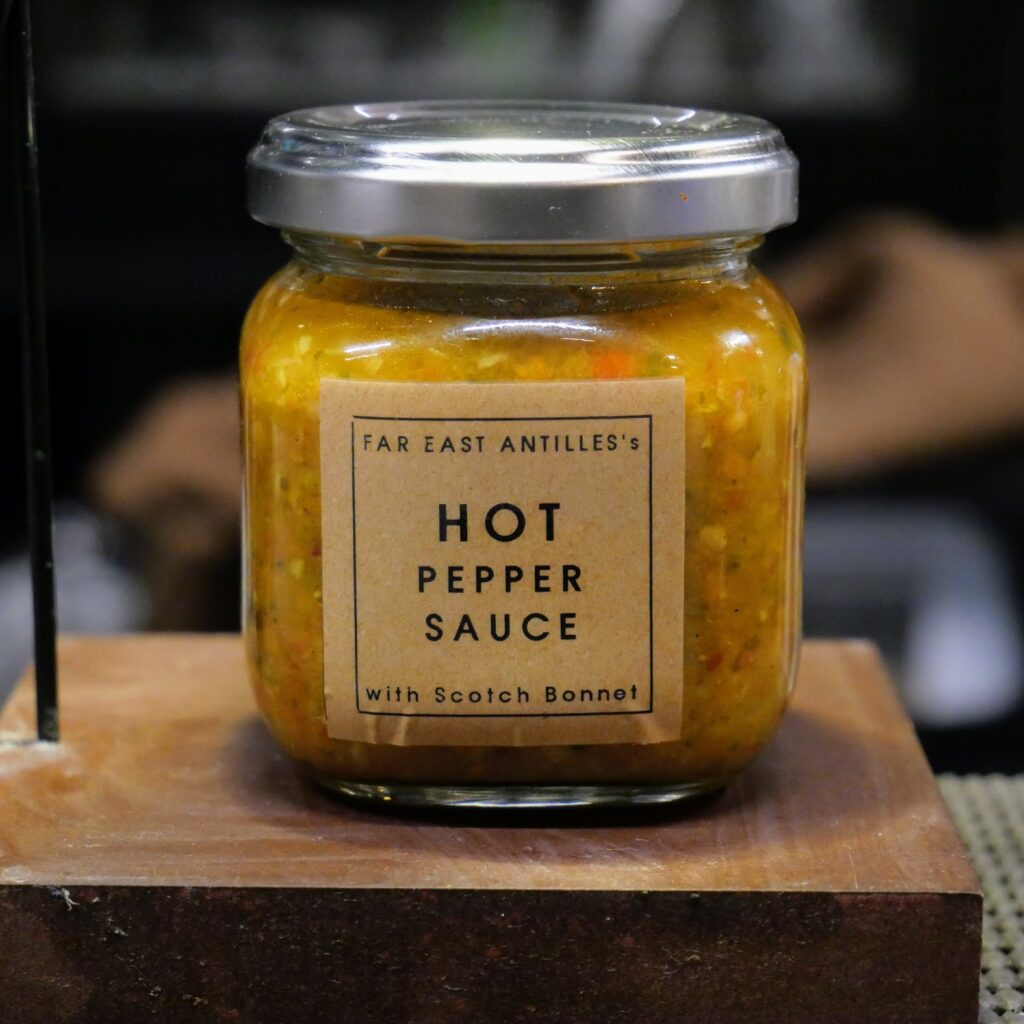 FAR EAST ANTILLES's
HOT
PEPPER
SAUCE
with Scotch Bonnet